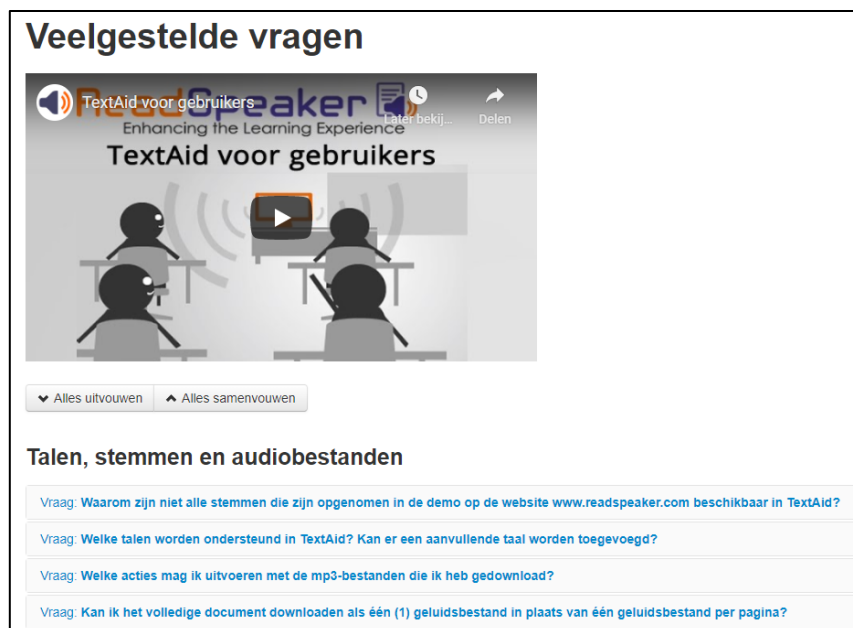 Veelgestelde vragen
TextAid voor gebruikers
ReadSpeaker
Later bekij...
Delen
Enhancing the Learning Experience
TextAid voor gebruikers
Alles uitvouwen
Alles samenvouwen
Talen, stemmen en audiobestanden
Vraag: Waarom zijn niet alle stemmen die zijn opgenomen in de demo op de website www.readspeaker.com beschikbaar in TextAid?
Vraag: Welke talen worden ondersteund in TextAid? Kan er een aanvullende taal worden toegevoegd?
Vraag: Welke acties mag ik uitvoeren met de mp3-bestanden die ik heb gedownload?
Vraag: Kan ik het volledige document downloaden als één (1) geluidsbestand in plaats van één geluidsbestand per pagina?